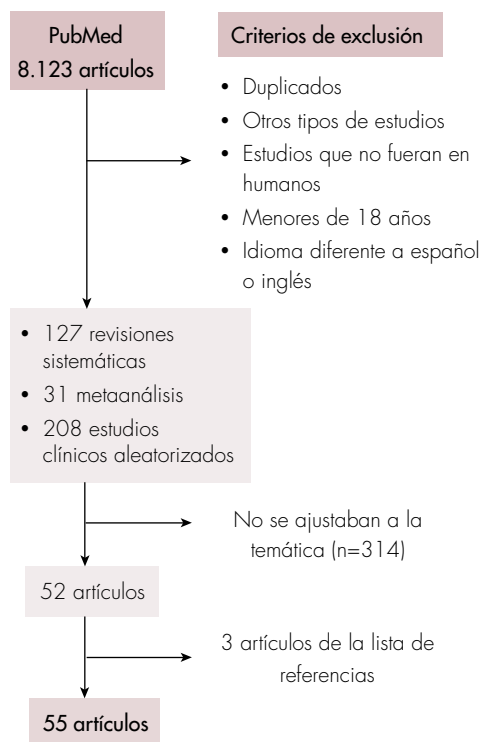 PubMed
8.123 artículos
Criterios de exclusión
• Duplicados
• Otros tipos de estudios
• Estudios que no fueran en
humanos
• Menores de 18 años
• Idioma diferente a español
o inglés
• 127 revisiones
sistemáticas
• 31 metaanálisis
• 208 estudios
clínicos aleatorizados
No se ajustaban a la
temática (n=314)
52 artículos
3 artículos de la lista de
referencias
55 artículos